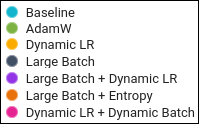 Baseline
AdamW
Dynamic LR
Large Batch
Large Batch + Dynamic LR
Large Batch + Entropy
Dynamic LR + Dynamic Batch